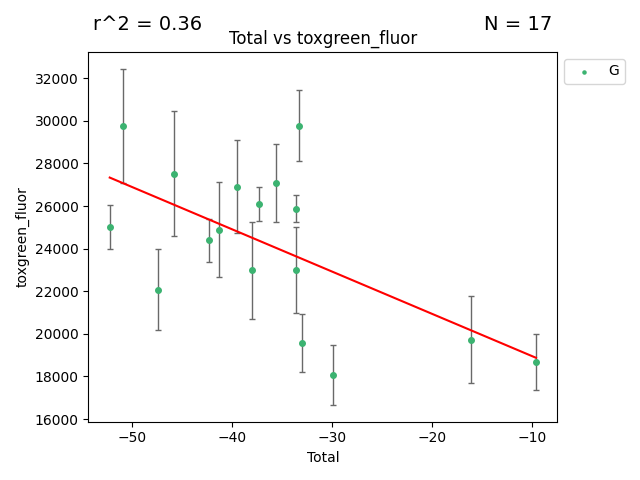 r^2 = 0.36
N = 17
Total vs toxgreen_fluor
G
32000
30000
28000
26000
24000
22000
20000
18000
16000
toxgreen_fluor
−50
−40
−30
−20
−10
Total